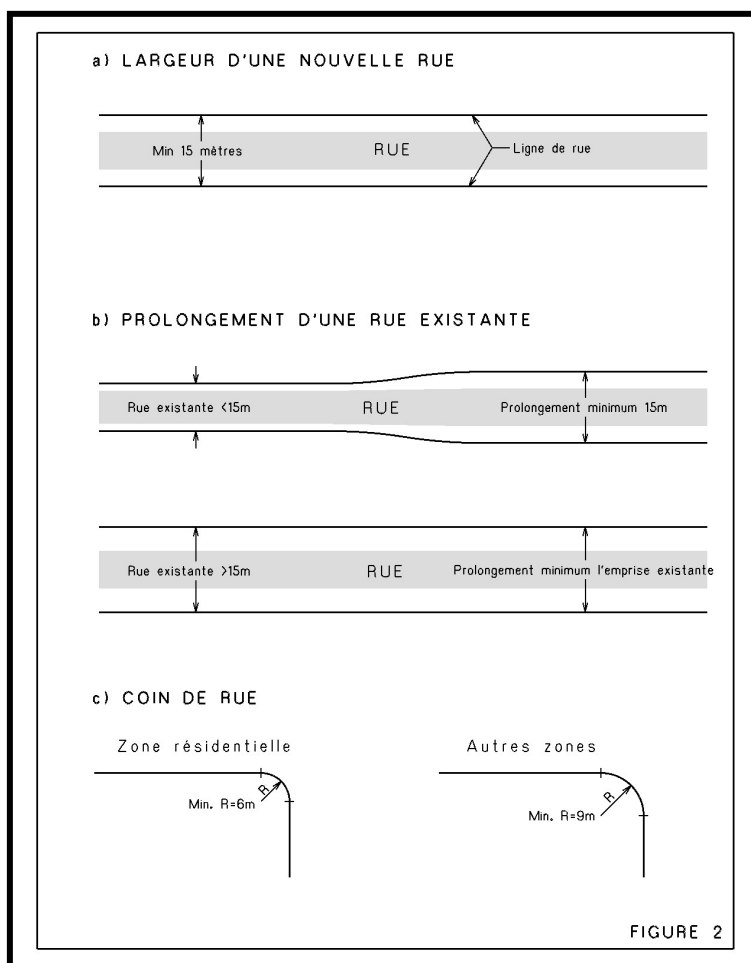 a) LARGEUR D'UNE NOUVELLE RUE
Min 15 mètres RUE Ligne de rue
b) PROLONGEMENT D'UNE RUE EXISTANTE
Rue existante <15m RUE Prolongement minimum 15m
Rue existante >15m RUE Prolongement minimum l'emprise existante
c) COIN DE RUE
Zone résidentielle Autres zones
R R
Min. R=6m Min. R=9m
FIGURE 2